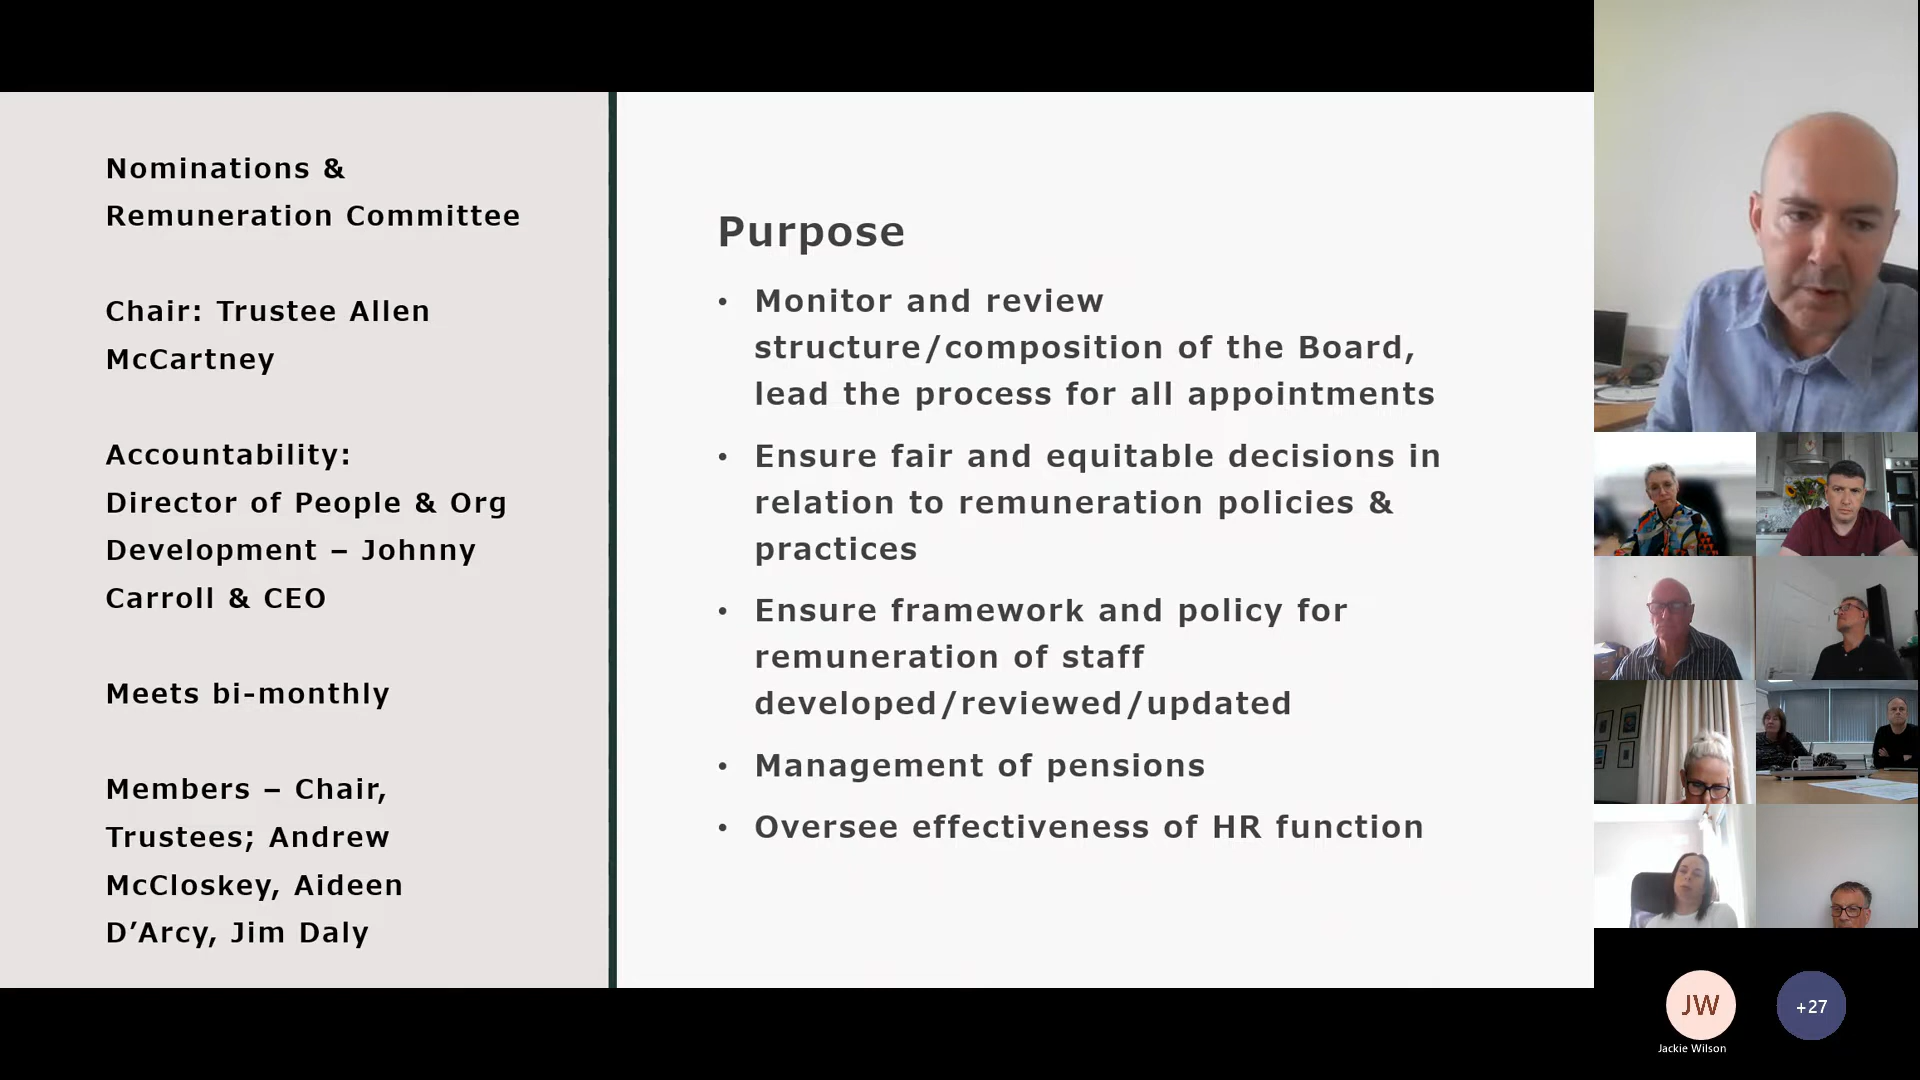 Nominations &
Remuneration Committee
Chair: Trustee Allen
McCartney
Accountability:
Director of People & Org
Development – Johnny
Carroll & CEO
Meets bi-monthly
Members – Chair,
Trustees; Andrew
McCloskey, Aideen
D’Arcy, Jim Daly
Purpose
• Monitor and review
structure/composition of the Board,
lead the process for all appointments
• Ensure fair and equitable decisions in
relation to remuneration policies &
practices
• Ensure framework and policy for
remuneration of staff
developed/reviewed/updated
• Management of pensions
• Oversee effectiveness of HR function
JW
+27
Jackie Wilson